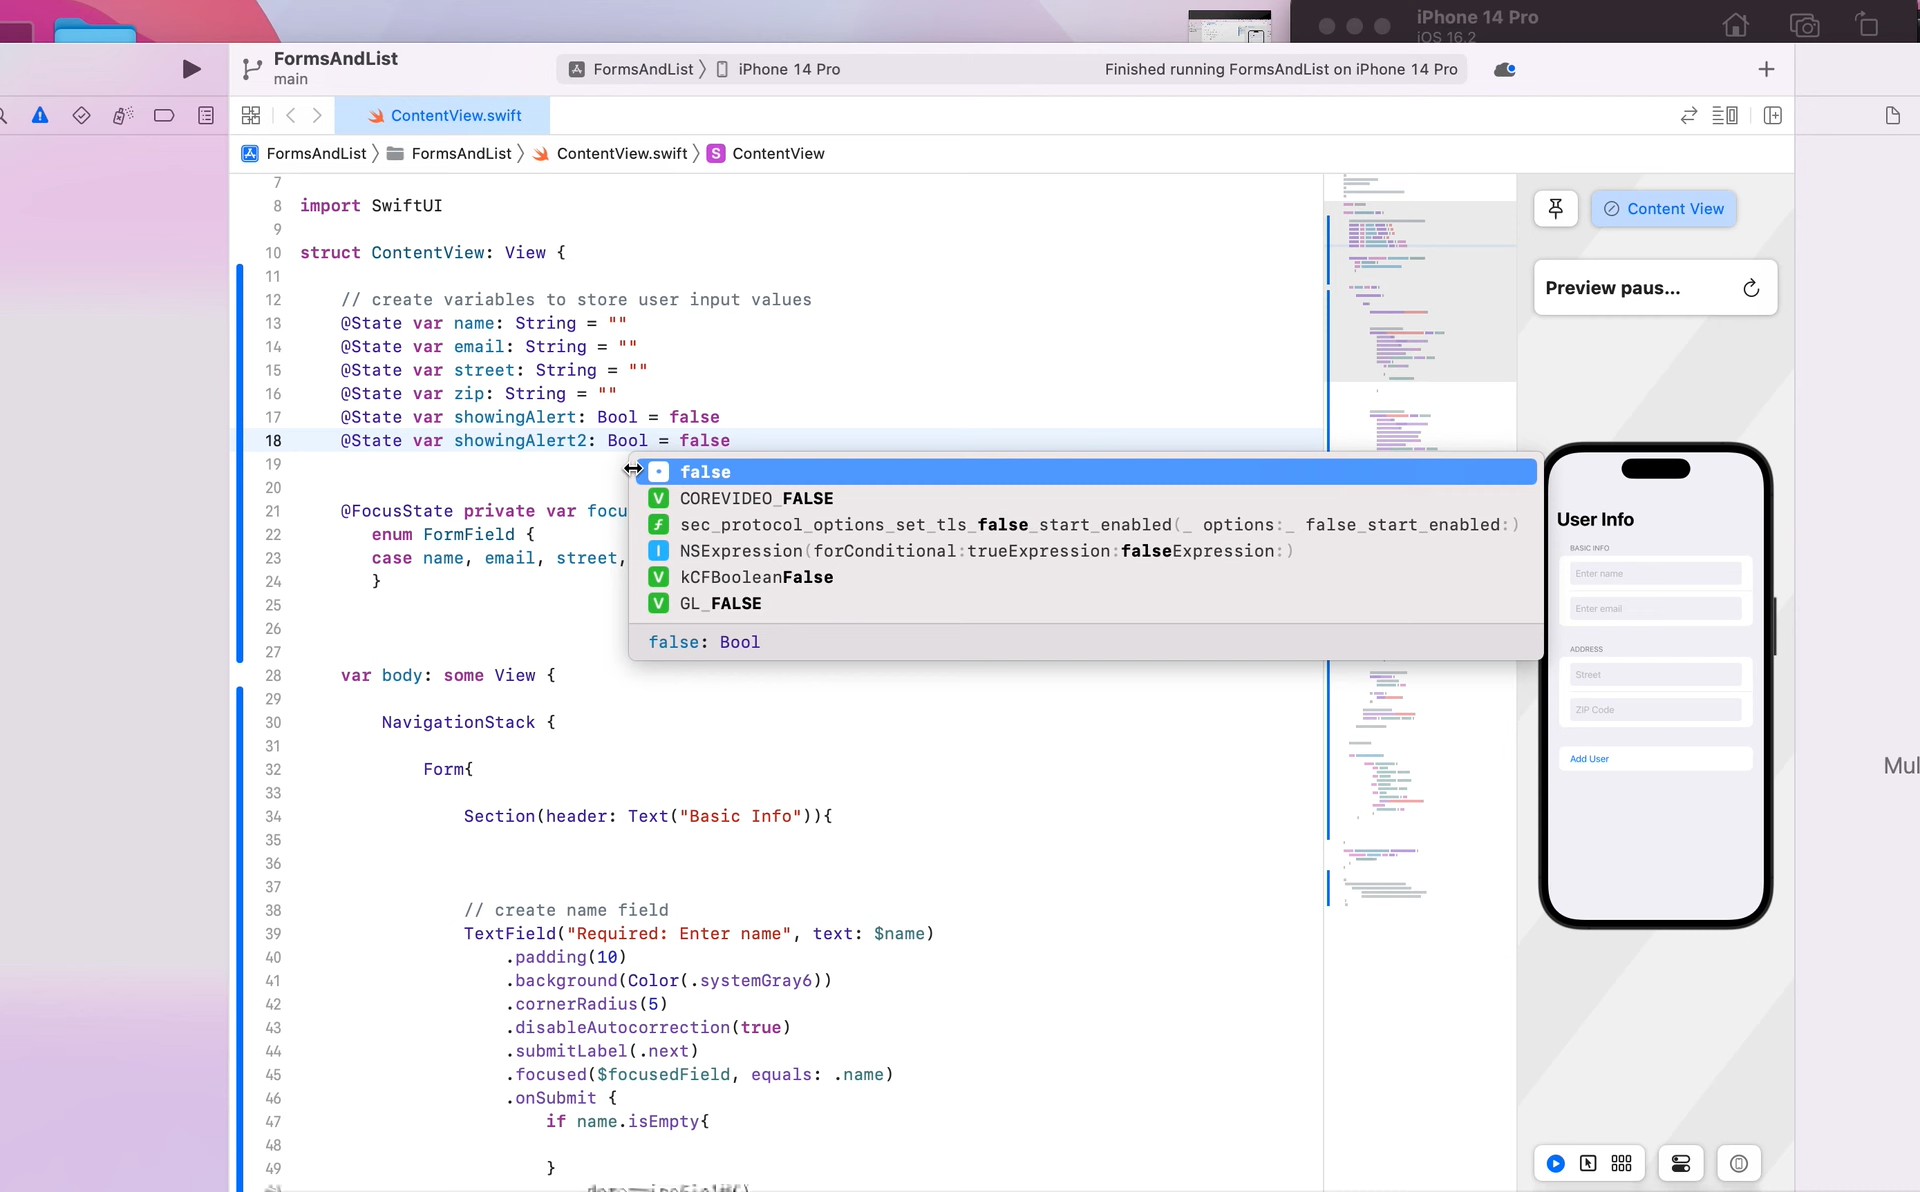 iPhone 14 Pro
iOS 16.2
FormsAndList
main
FormsAndList
iPhone 14 Pro
Finished running FormsAndList on iPhone 14 Pro
ContentView.swift
FormsAndList
FormsAndList
ContentView.swift
S ContentView
7
8 import SwiftUI
9
10 struct ContentView: View {
11
12 // create variables to store user input values
13 @State var name: String = ""
14 @State var email: String = ""
15 @State var street: String = ""
16 @State var zip: String = ""
17 @State var showingAlert: Bool = false
18 @State var showingAlert2: Bool = false
19
20
21 @FocusState private var focu
22 enum FormField {
23 case name, email, street,
24 }
25
26
27
28 var body: some View {
29
30 NavigationStack {
31
32 Form{
33
34 Section(header: Text("Basic Info")){
35
36
37
38 // create name field
39 TextField("Required: Enter name", text: $name)
40 .padding(10)
41 .background(Color(.systemGray6))
42 .cornerRadius(5)
43 .disableAutocorrection(true)
44 .submitLabel(.next)
45 .focused($focusedField, equals: .name)
46 .onSubmit {
47 if name.isEmpty{
48
49 }
false
V COREVIDEO_FALSE
f sec_protocol_options_set_tls_false_start_enabled(_ options:_ false_start_enabled:)
I NSExpression(forConditional:trueExpression:falseExpression:)
V kCFBooleanFalse
V GL_FALSE
false: Bool
Content View
Preview paus...
User Info
BASIC INFO
Enter name
Enter email
ADDRESS
Street
ZIP Code
Add User
Mul